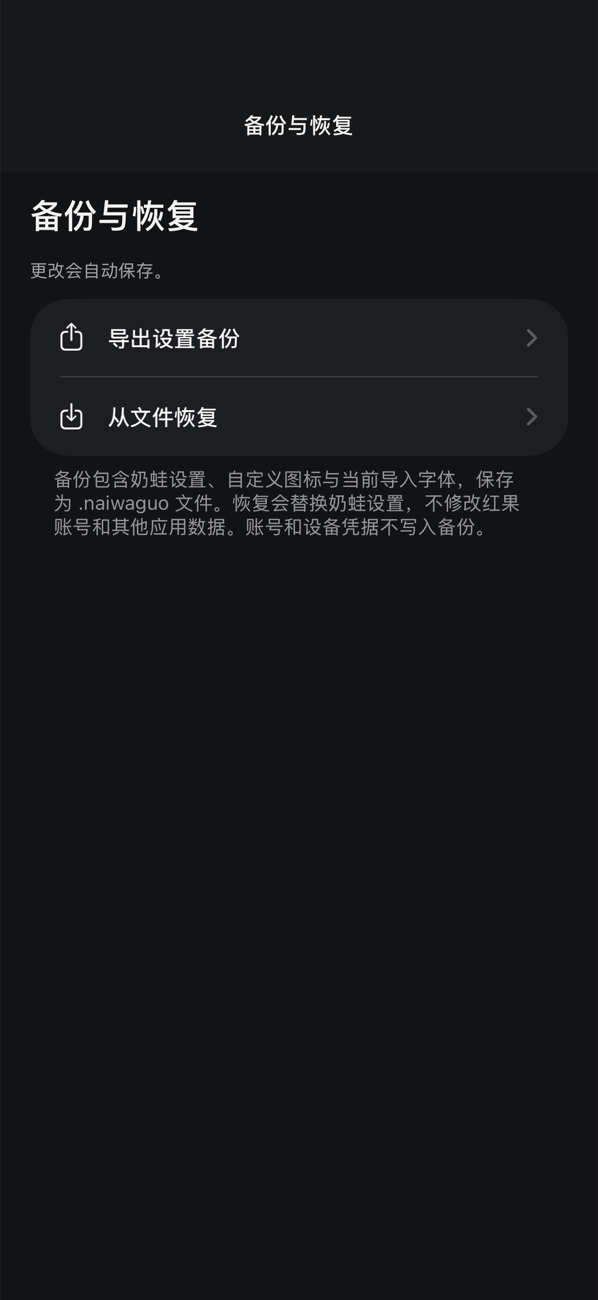 备份与恢复
备份与恢复
更改会自动保存。
导出设置备份
从文件恢复
备份包含奶蛙设置、自定义图标与当前导入字体，保存
为 .naiwaguo 文件。恢复会替换奶蛙设置，不修改红果
账号和其他应用数据。账号和设备凭据不写入备份。